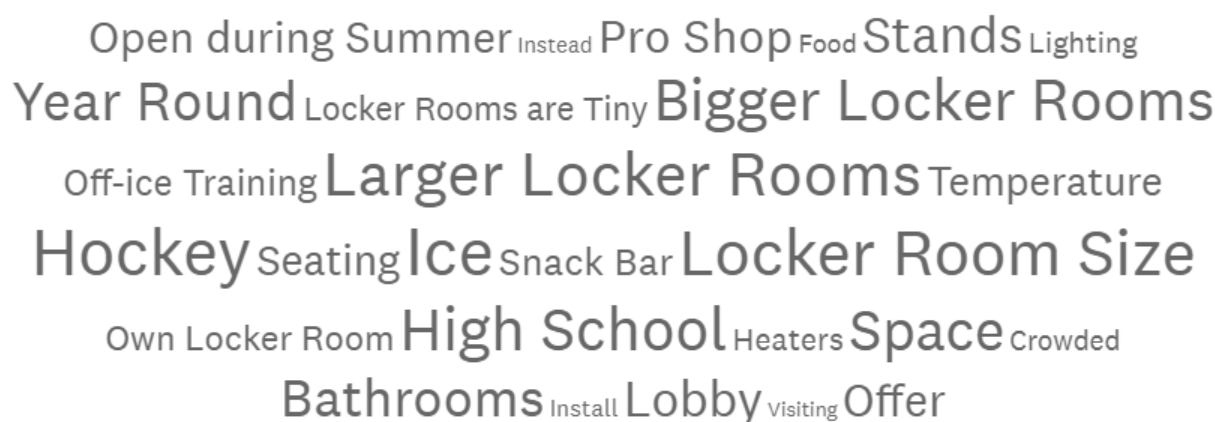 Open during Summer Instead Pro Shop Food Stands Lighting
Year Round Locker Rooms are Tiny Bigger Locker Rooms
Off-ice Training Larger Locker Rooms Temperature
Hockey Seating Ice Snack Bar Locker Room Size
Own Locker Room High School Heaters Space Crowded
Bathrooms Install Lobby Visiting Offer